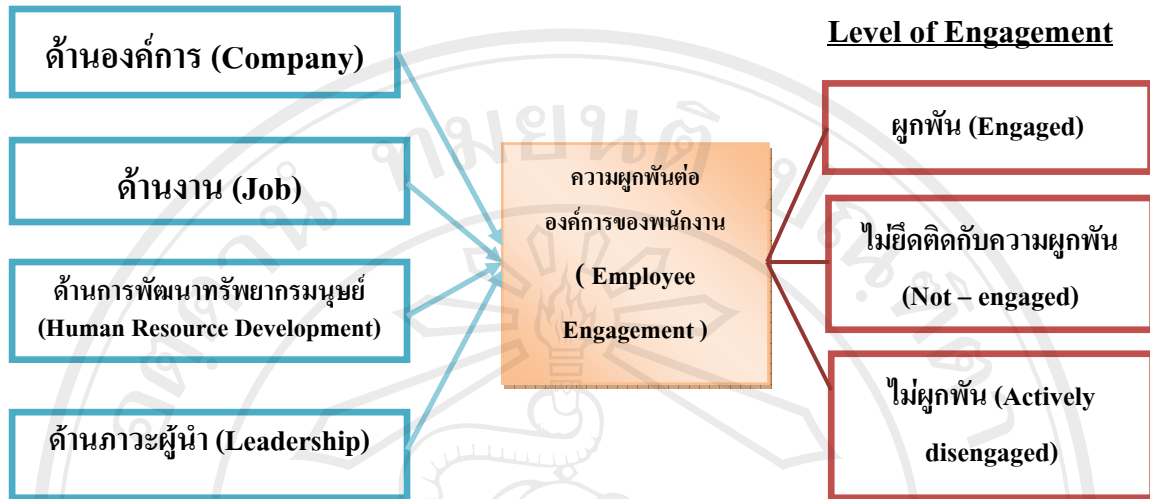 ด้านองค์การ (Company)
ด้านงาน (Job)
ด้านการพัฒนาทรัพยากรมนุษย์
(Human Resource Development)
ด้านภาวะผู้นำ (Leadership)
ความผูกพันต่อ
องค์การของพนักงาน
( Employee
Engagement )
Level of Engagement
ผูกพัน (Engaged)
ไม่ยึดติดกับความผูกพัน
(Not – engaged)
ไม่ผูกพัน (Actively
disengaged)